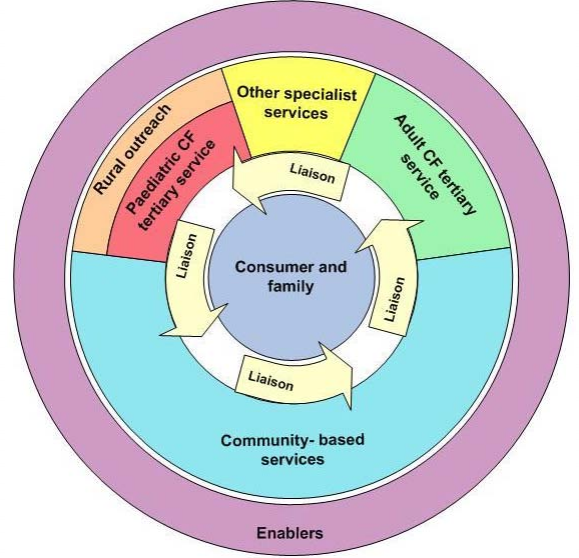 Other specialist
services
Rural outreach
Paediatric CF
tertiary service
Adult CF tertiary
service
Liaison
Liaison
Consumer and
family
Liaison
Liaison
Community- based
services
Enablers